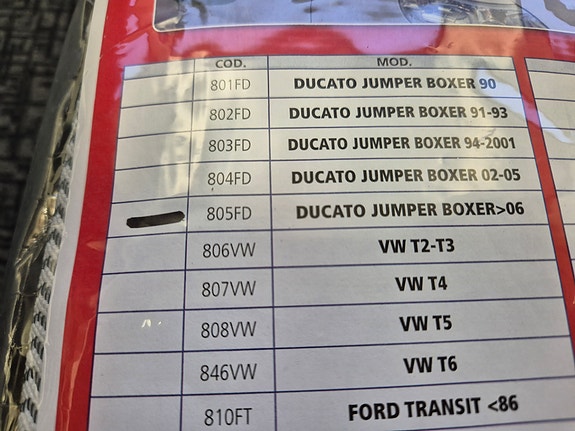 COD. MOD.
801FD DUCATO JUMPER BOXER 90
802FD DUCATO JUMPER BOXER 91-93
803FD DUCATO JUMPER BOXER 94-2001
804FD DUCATO JUMPER BOXER 02-05
805FD DUCATO JUMPER BOXER>06
806VW VW T2-T3
807VW VW T4
808VW VW T5
846VW VW T6
810FT FORD TRANSIT <86